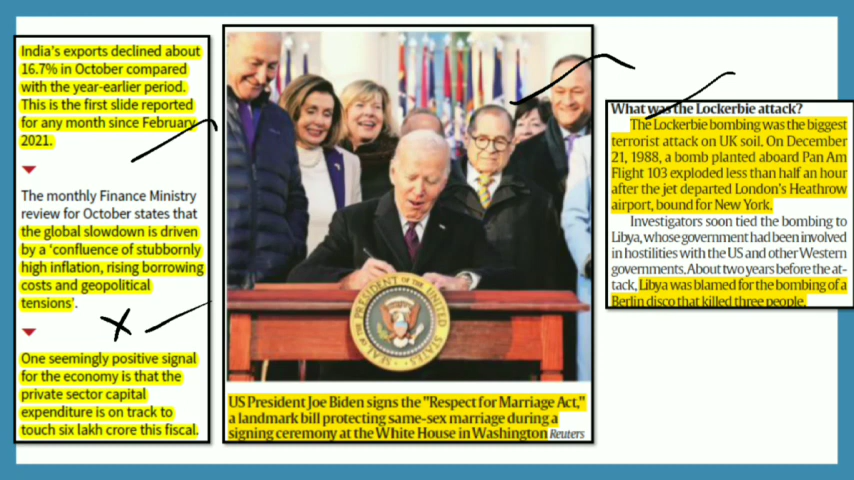 India's exports declined about
16.7% in October compared
with the year-earlier period.
This is the first slide reported
for any month since February
2021.
The monthly Finance Ministry
review for October states that
the global slowdown is driven
by a 'confluence of stubbornly
high inflation, rising borrowing
costs and geopolitical
tensions'.
One seemingly positive signal
for the economy is that the
private sector capital
expenditure is on track to
touch six lakh crore this fiscal.
SEAL OF THE PRESIDENT OF THE UNITED STATES
US President Joe Biden signs the "Respect for Marriage Act,"
a landmark bill protecting same-sex marriage during a
signing ceremony at the White House in Washington Reuters
What was the Lockerbie attack?
The Lockerbie bombing was the biggest
terrorist attack on UK soil. On December
21, 1988, a bomb planted aboard Pan Am
Flight 103 exploded less than half an hour
after the jet departed London's Heathrow
airport, bound for New York.
Investigators soon tied the bombing to
Libya, whose government had been involved
in hostilities with the US and other Western
governments. About two years before the at-
tack, Libya was blamed for the bombing of a
Berlin disco that killed three people.